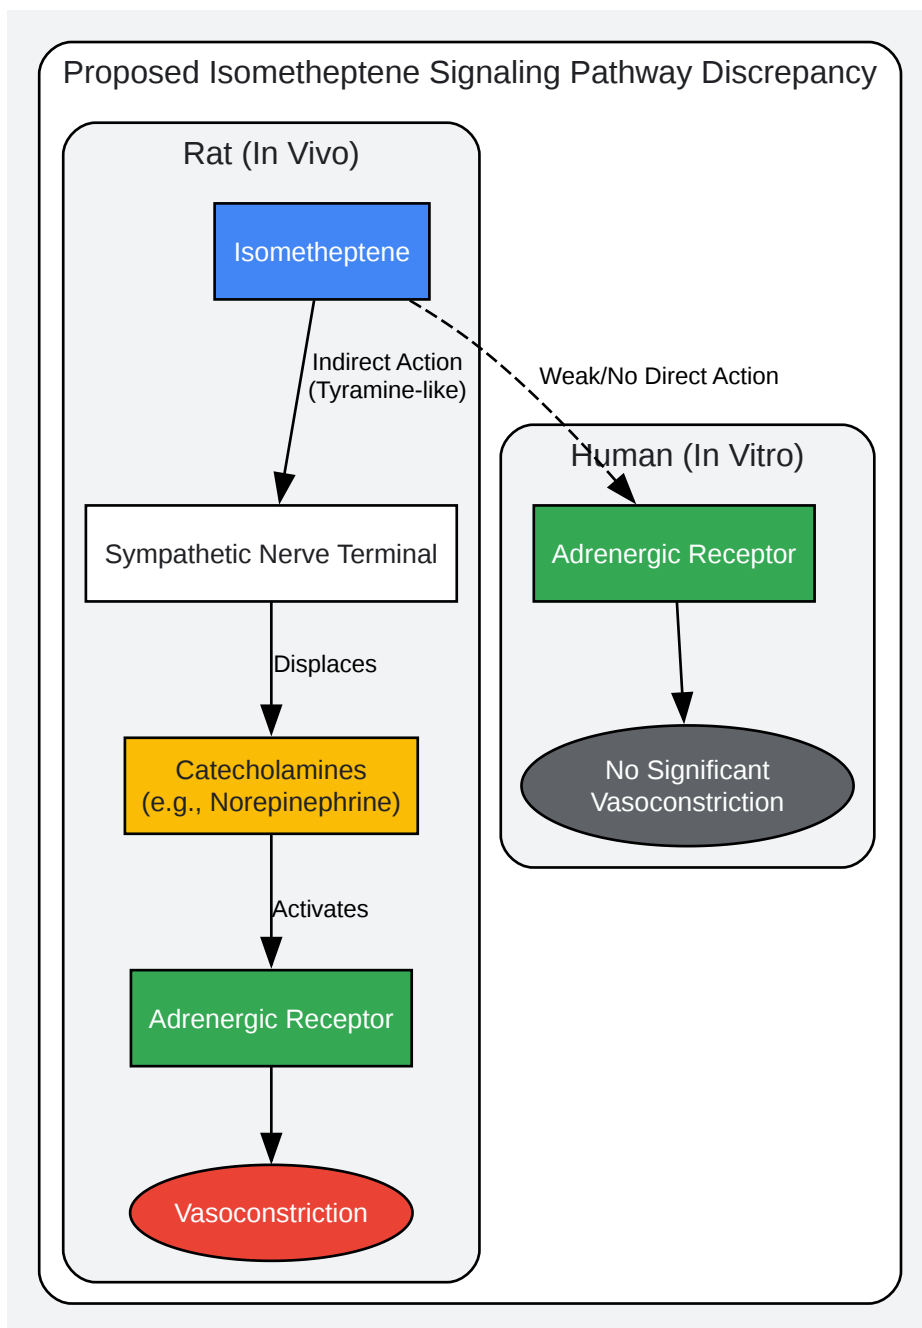 Proposed Isometheptene Signaling Pathway Discrepancy
Rat (In Vivo)
Isometheptene
Indirect Action
(Tyramine-like)
Weak/No Direct Action
Human (In Vitro)
Sympathetic Nerve Terminal
Adrenergic Receptor
Displaces
Catecholamines
(e.g., Norepinephrine)
No Significant
Vasoconstriction
Activates
Adrenergic Receptor
Vasoconstriction